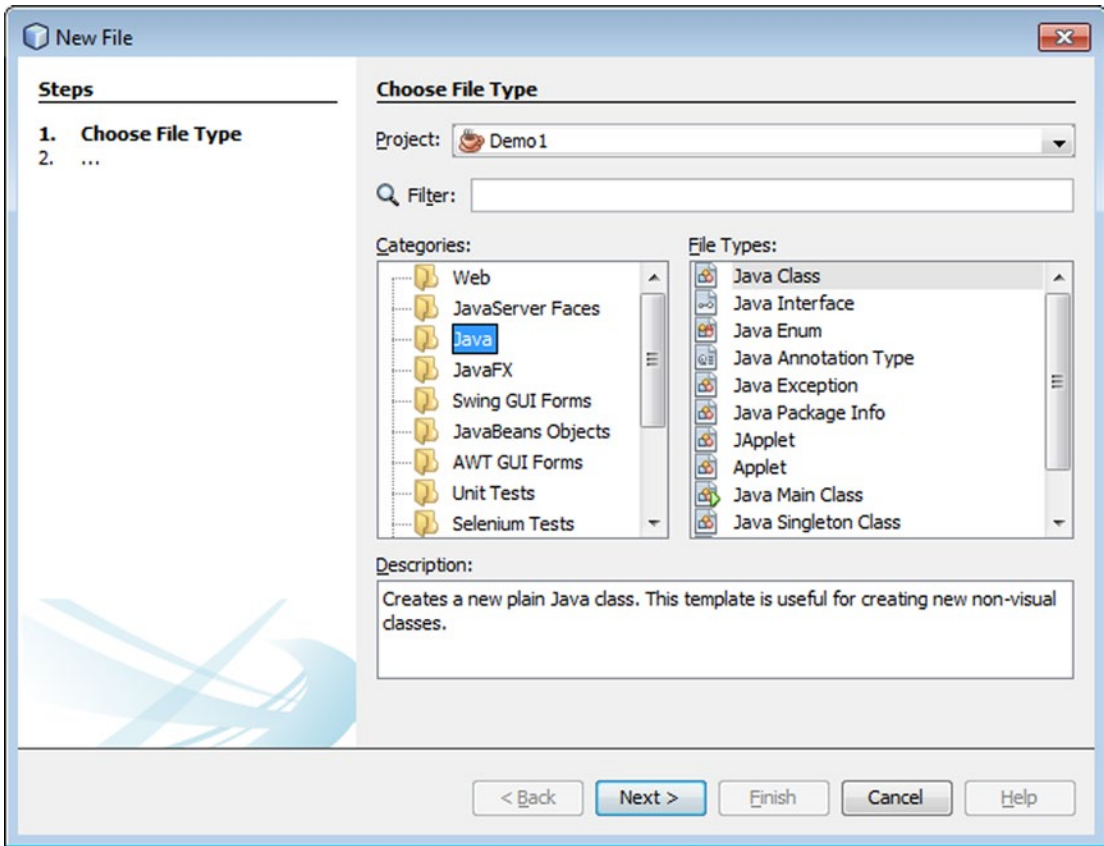 New File
Steps
1. Choose File Type
2. ...
Choose File Type
Project: Demo1
Filter:
Categories:
Web
JavaServer Faces
Java
JavaFX
Swing GUI Forms
JavaBeans Objects
AWT GUI Forms
Unit Tests
Selenium Tests
File Types:
Java Class
Java Interface
Java Enum
Java Annotation Type
Java Exception
Java Package Info
JApplet
Applet
Java Main Class
Java Singleton Class
Description:
Creates a new plain Java class. This template is useful for creating new non-visual
classes.
< Back Next > Finish Cancel Help